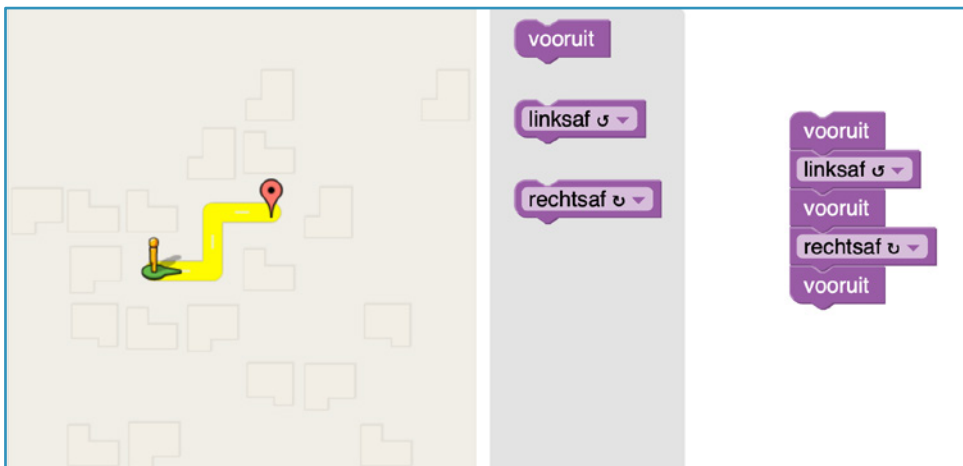 vooruit
linksaf ↺
rechtsaf ↻
vooruit
linksaf ↺
vooruit
rechtsaf ↻
vooruit